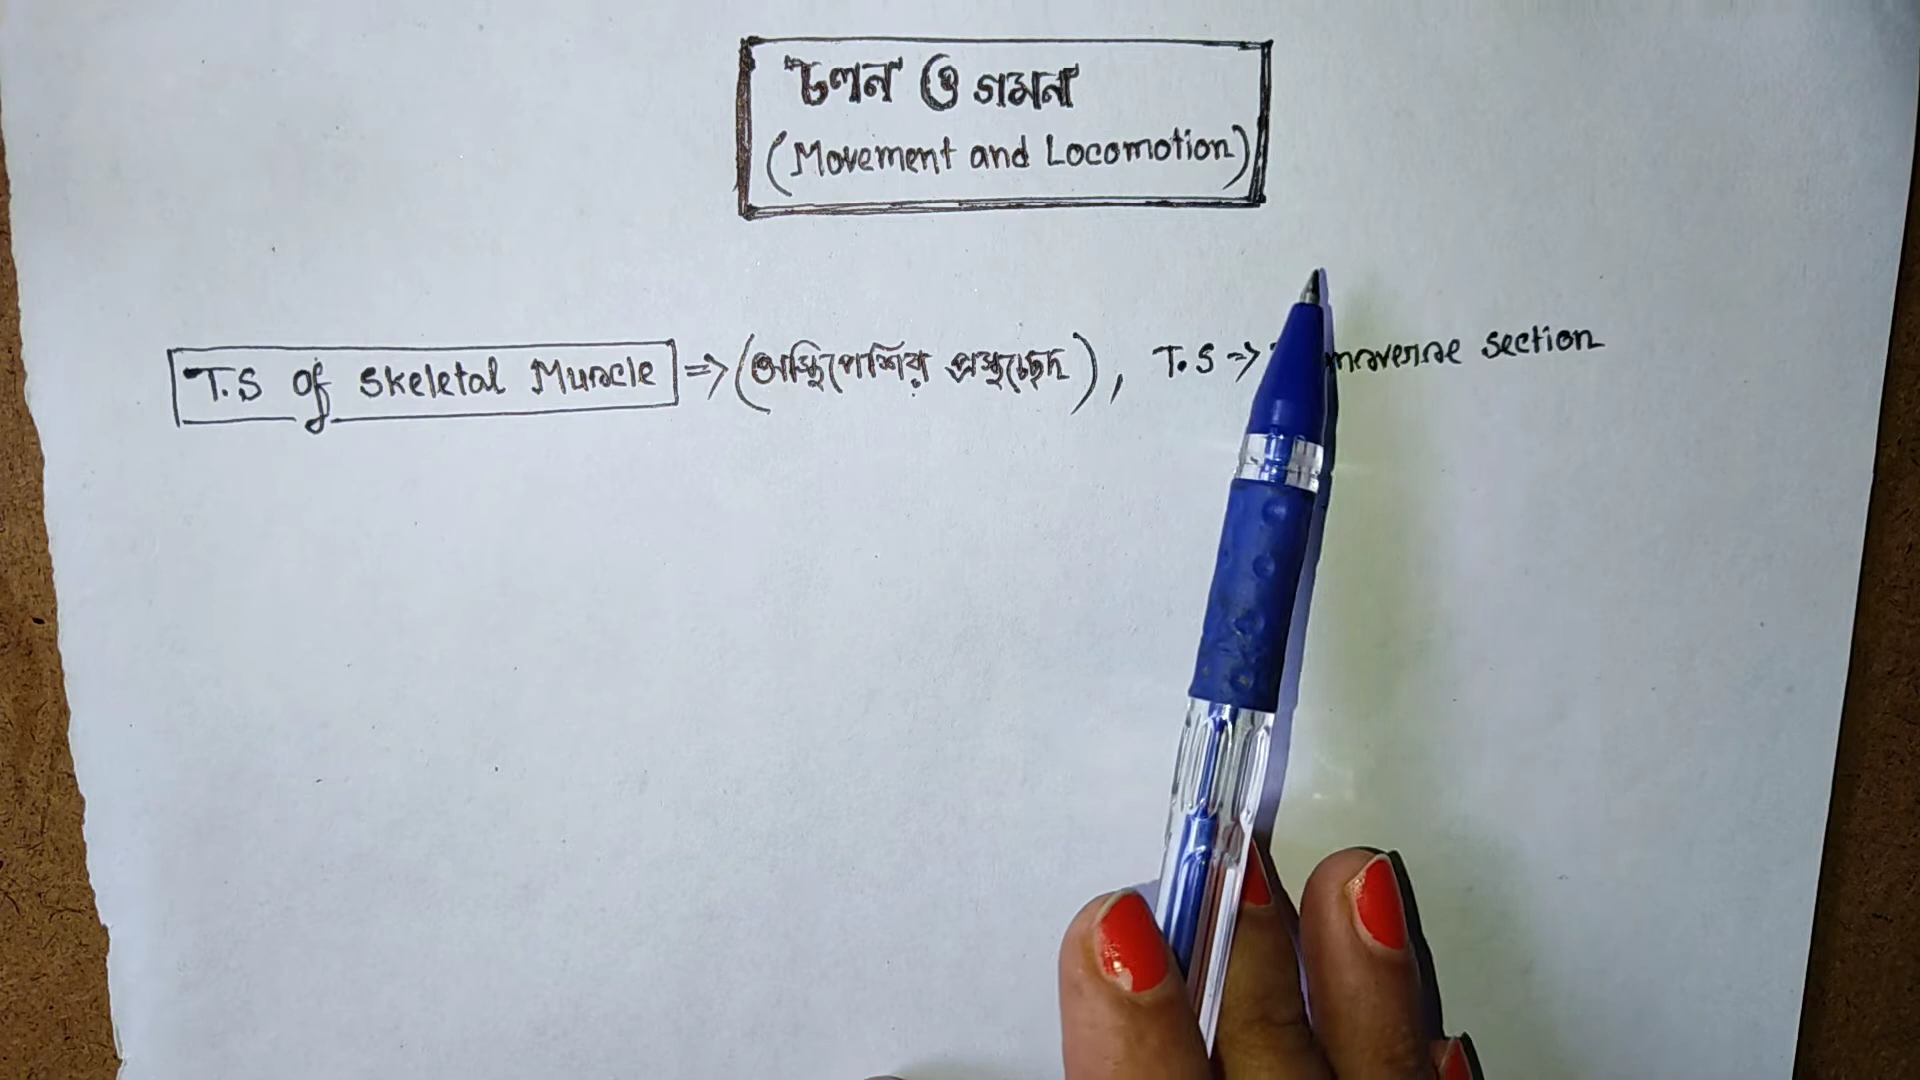 চলন ও গমন
(Movement and Locomotion)
T.S of Skeletal Muscle => (অস্থিপেশির প্রস্থচ্ছেদ), T.S => section